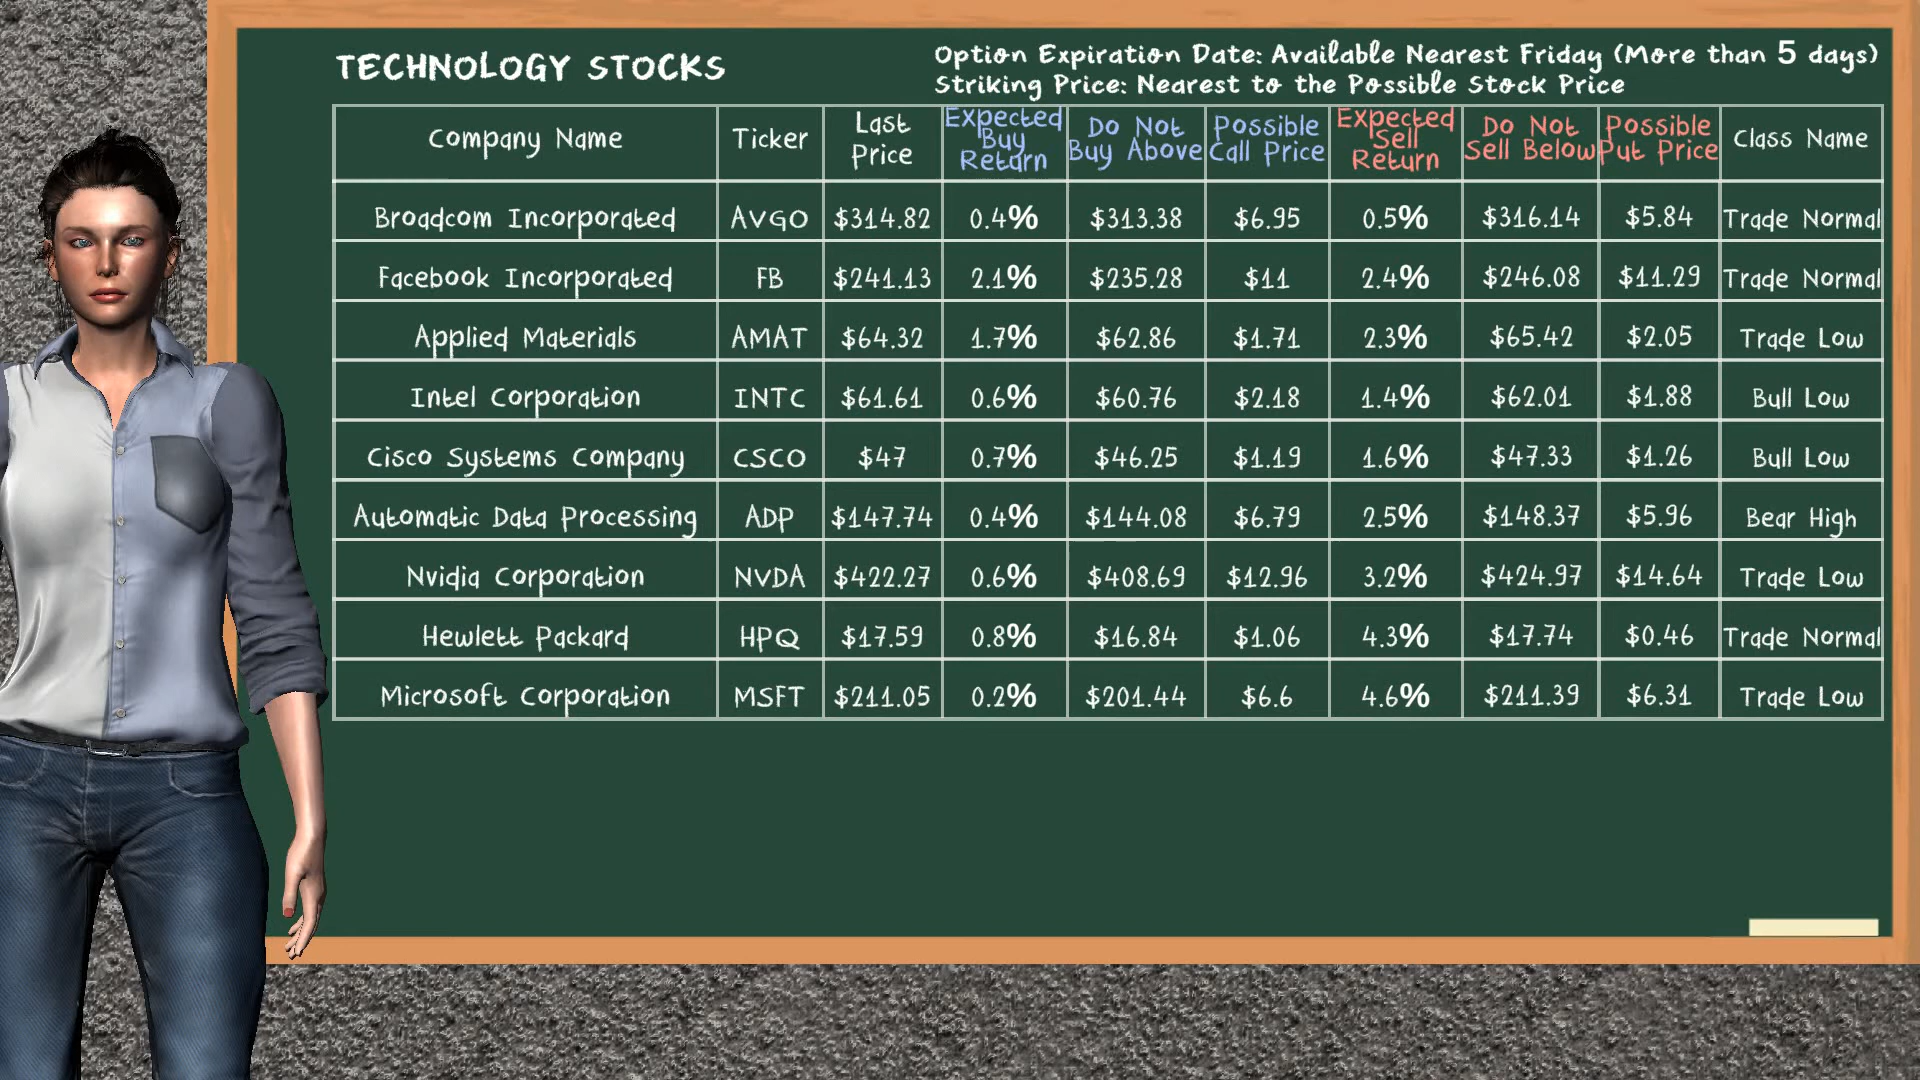 TECHNOLOGY STOCKS
Option Expiration Date: Available Nearest Friday (More than 5 days)
Striking Price: Nearest to the Possible Stock Price
Company Name Ticker Last Price Expected Buy Return Do Not Buy Above Possible Call Price Expected Sell Return Do Not Sell Below Possible Put Price Class Name
Broadcom Incorporated AVGO $314.82 0.4% $313.38 $6.95 0.5% $316.14 $5.84 Trade Normal
Facebook Incorporated FB $241.13 2.1% $235.28 $11 2.4% $246.08 $11.29 Trade Normal
Applied Materials AMAT $64.32 1.7% $62.86 $1.71 2.3% $65.42 $2.05 Trade Low
Intel Corporation INTC $61.61 0.6% $60.76 $2.18 1.4% $62.01 $1.88 Bull Low
Cisco Systems Company CSCO $47 0.7% $46.25 $1.19 1.6% $47.33 $1.26 Bull Low
Automatic Data Processing ADP $147.74 0.4% $144.08 $6.79 2.5% $148.37 $5.96 Bear High
Nvidia Corporation NVDA $422.27 0.6% $408.69 $12.96 3.2% $424.97 $14.64 Trade Low
Hewlett Packard HPQ $17.59 0.8% $16.84 $1.06 4.3% $17.74 $0.46 Trade Normal
Microsoft Corporation MSFT $211.05 0.2% $201.44 $6.6 4.6% $211.39 $6.31 Trade Low